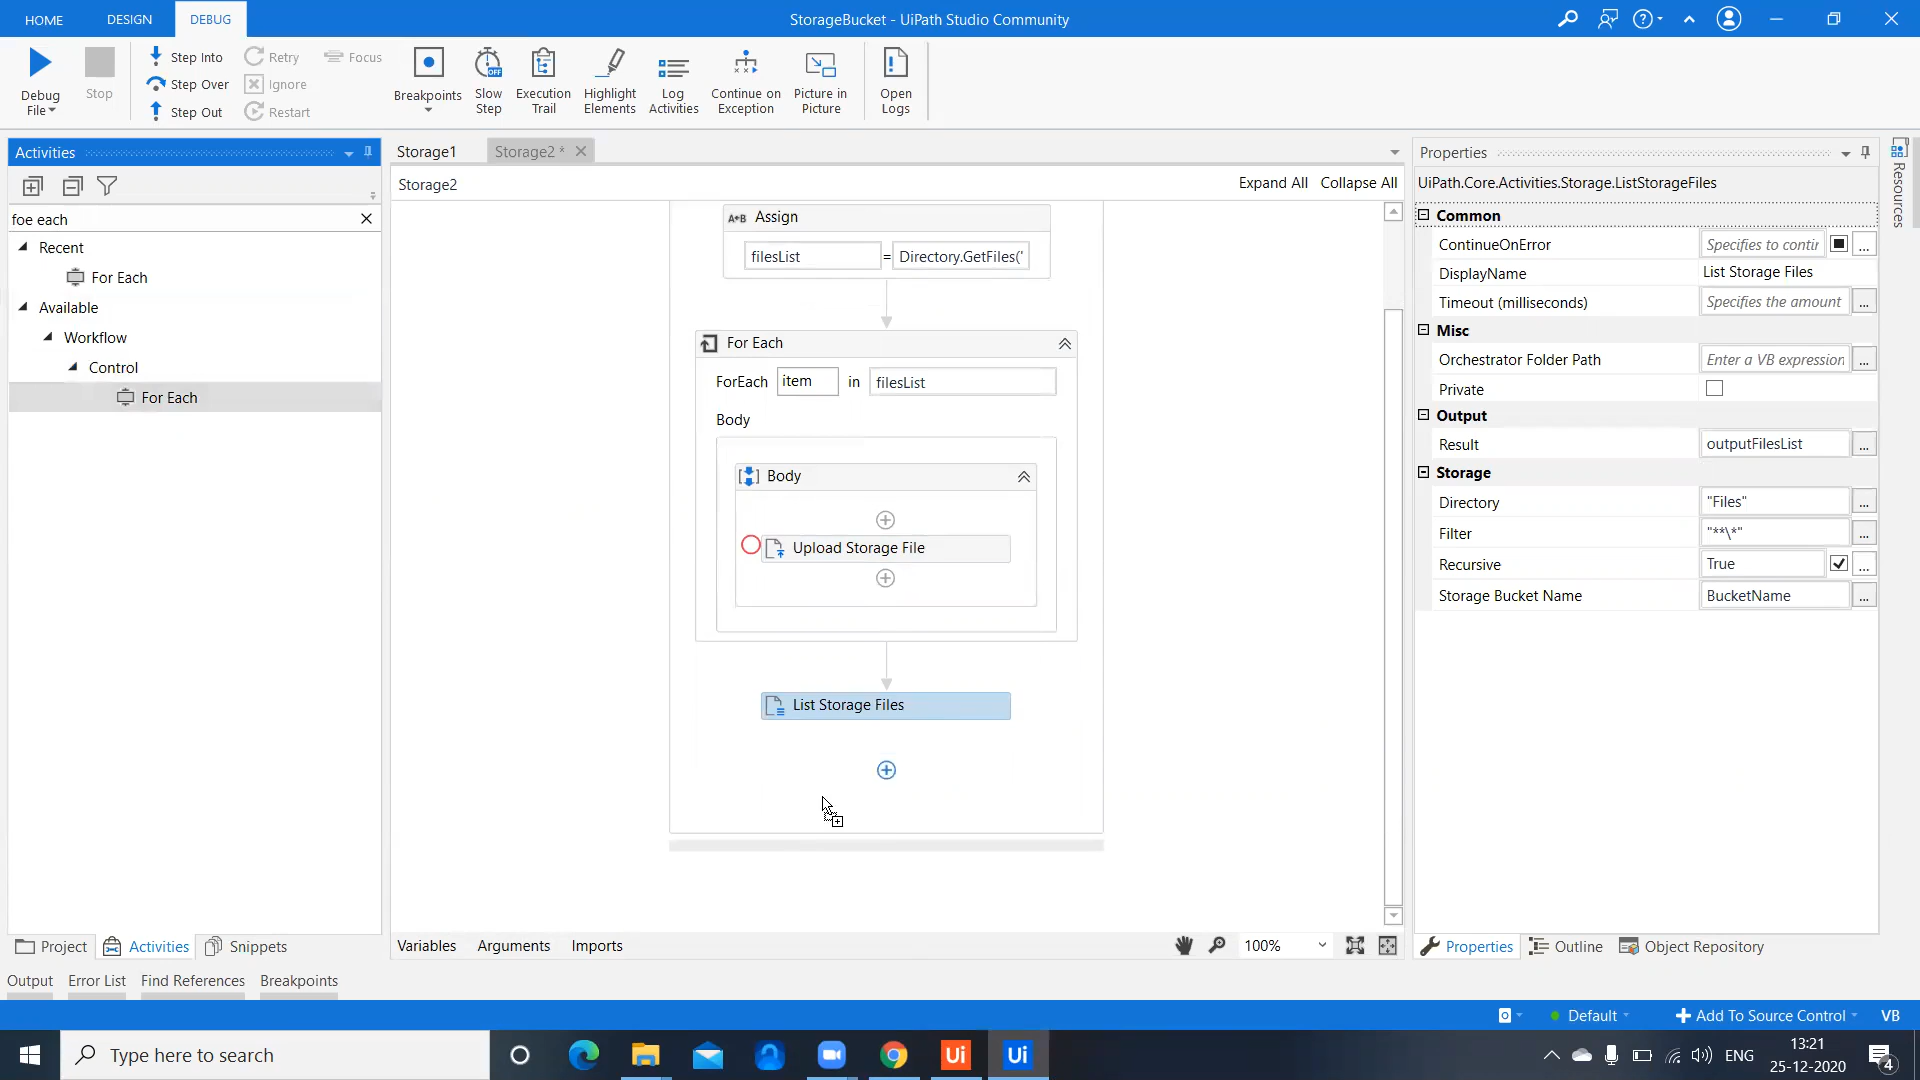 HOME DESIGN DEBUG StorageBucket - UiPath Studio Community
Debug File Stop
Step Into Retry Focus
Step Over Ignore
Step Out Restart
Breakpoints Slow Step Execution Trail Highlight Elements Log Activities Continue on Exception Picture in Picture Open Logs
Activities
foe each
Recent
For Each
Available
Workflow
Control
For Each
Storage1 Storage2 *
Storage2 Expand All Collapse All
A+B Assign
filesList = Directory.GetFiles('
For Each
ForEach item in filesList
Body
Body
Upload Storage File
List Storage Files
Properties
UiPath.Core.Activities.Storage.ListStorageFiles
Common
ContinueOnError Specifies to contir ...
DisplayName List Storage Files
Timeout (milliseconds) Specifies the amount ...
Misc
Orchestrator Folder Path Enter a VB expression ...
Private
Output
Result outputFilesList ...
Storage
Directory "Files" ...
Filter "**\*" ...
Recursive True ...
Storage Bucket Name BucketName ...
Resources
Project Activities Snippets
Variables Arguments Imports 100%
Properties Outline Object Repository
Output Error List Find References Breakpoints
Default Add To Source Control VB
Type here to search
Ui Ui
ENG
13:21
25-12-2020
4